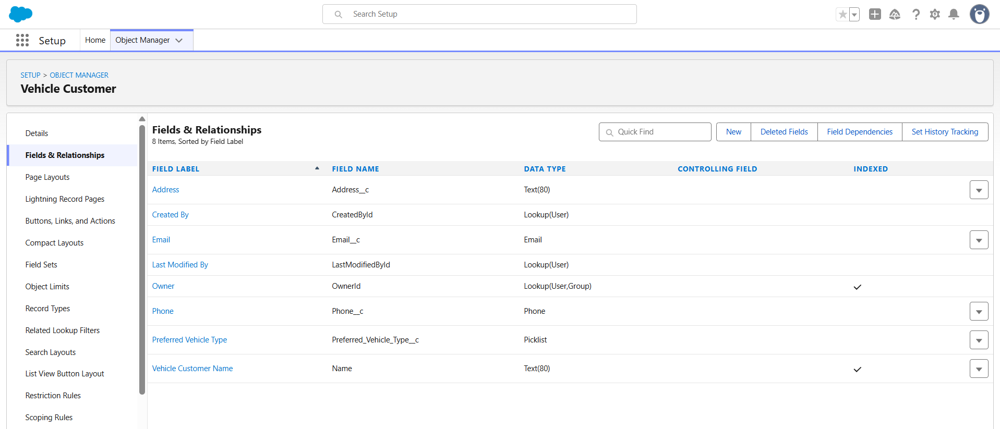 Search Setup
Setup
Home
Object Manager
SETUP > OBJECT MANAGER
Vehicle Customer
Details
Fields & Relationships
Page Layouts
Lightning Record Pages
Buttons, Links, and Actions
Compact Layouts
Field Sets
Object Limits
Record Types
Related Lookup Filters
Search Layouts
List View Button Layout
Restriction Rules
Scoping Rules
Fields & Relationships
8 Items, Sorted by Field Label
Quick Find
New
Deleted Fields
Field Dependencies
Set History Tracking
FIELD LABEL FIELD NAME DATA TYPE CONTROLLING FIELD INDEXED
Address Address__c Text(80)
Created By CreatedById Lookup(User)
Email Email__c Email
Last Modified By LastModifiedById Lookup(User)
Owner OwnerId Lookup(User,Group)
Phone Phone__c Phone
Preferred Vehicle Type Preferred_Vehicle_Type__c Picklist
Vehicle Customer Name Name Text(80)